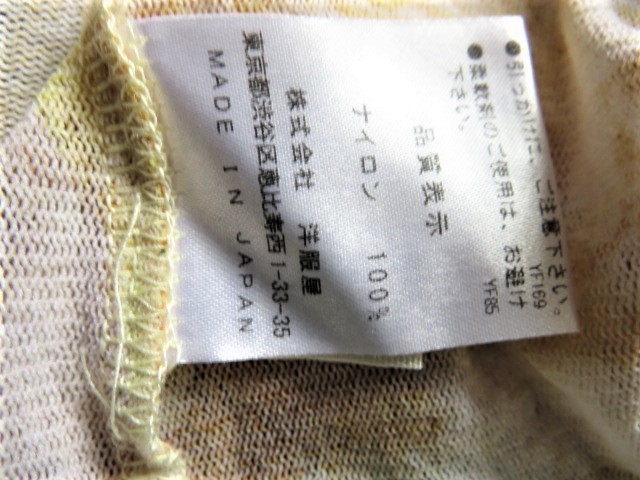 ●引っかけに、ご注意下さい。
YF169
●柔軟剤のご使用は、お避け
下さい。
YF85
品質表示
ナイロン 100%
株式会社 洋服屋
東京都渋谷区恵比寿西1-33-35
MADE IN JAPAN